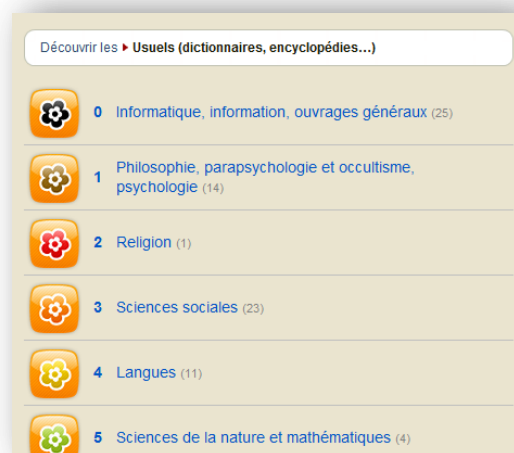 Découvrir les ▸ Usuels (dictionnaires, encyclopédies...)
0 Informatique, information, ouvrages généraux (25)
1 Philosophie, parapsychologie et occultisme,
psychologie (14)
2 Religion (1)
3 Sciences sociales (23)
4 Langues (11)
5 Sciences de la nature et mathématiques (4)